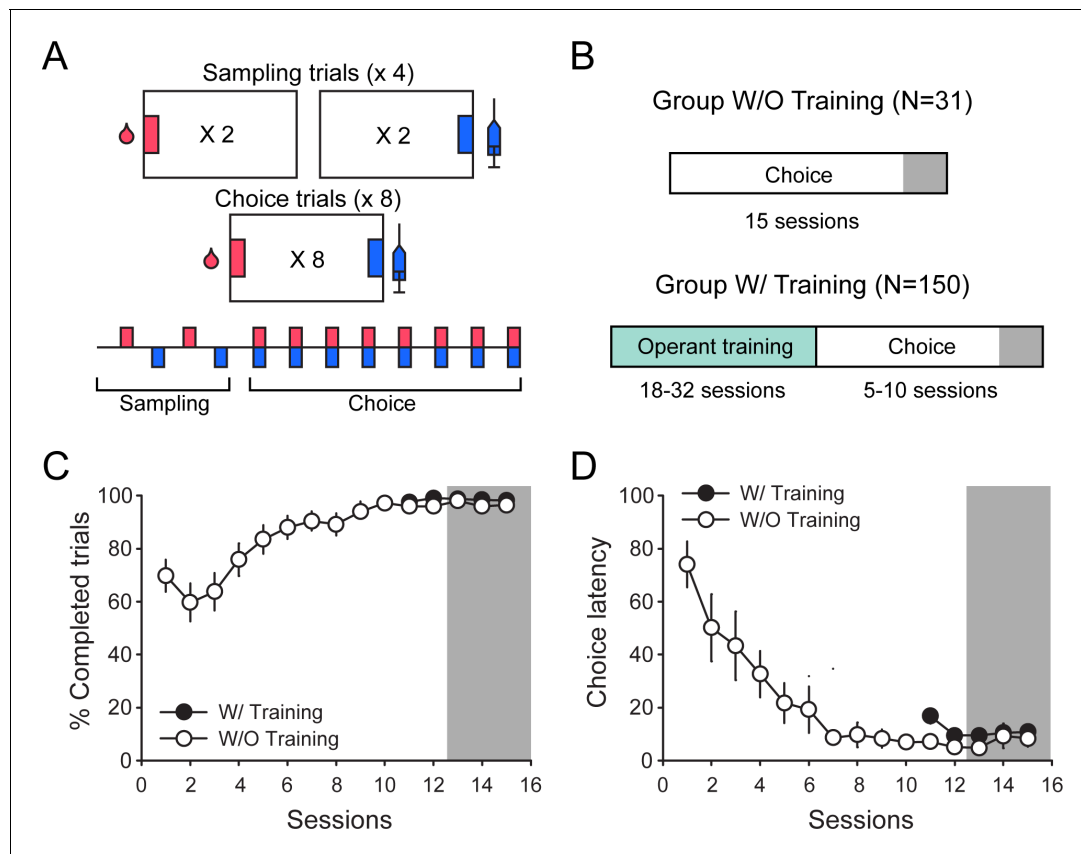 A
Sampling trials (x 4)
X 2
X 2
Choice trials (x 8)
X 8
Sampling
Choice
B
Group W/O Training (N=31)
Choice
15 sessions
Group W/ Training (N=150)
Operant training
Choice
18-32 sessions
5-10 sessions
C
% Completed trials
100
80
60
40
20
0
W/ Training
W/O Training
0 2 4 6 8 10 12 14 16
Sessions
D
Choice latency
100
80
60
40
20
0
W/ Training
W/O Training
0 2 4 6 8 10 12 14 16
Sessions